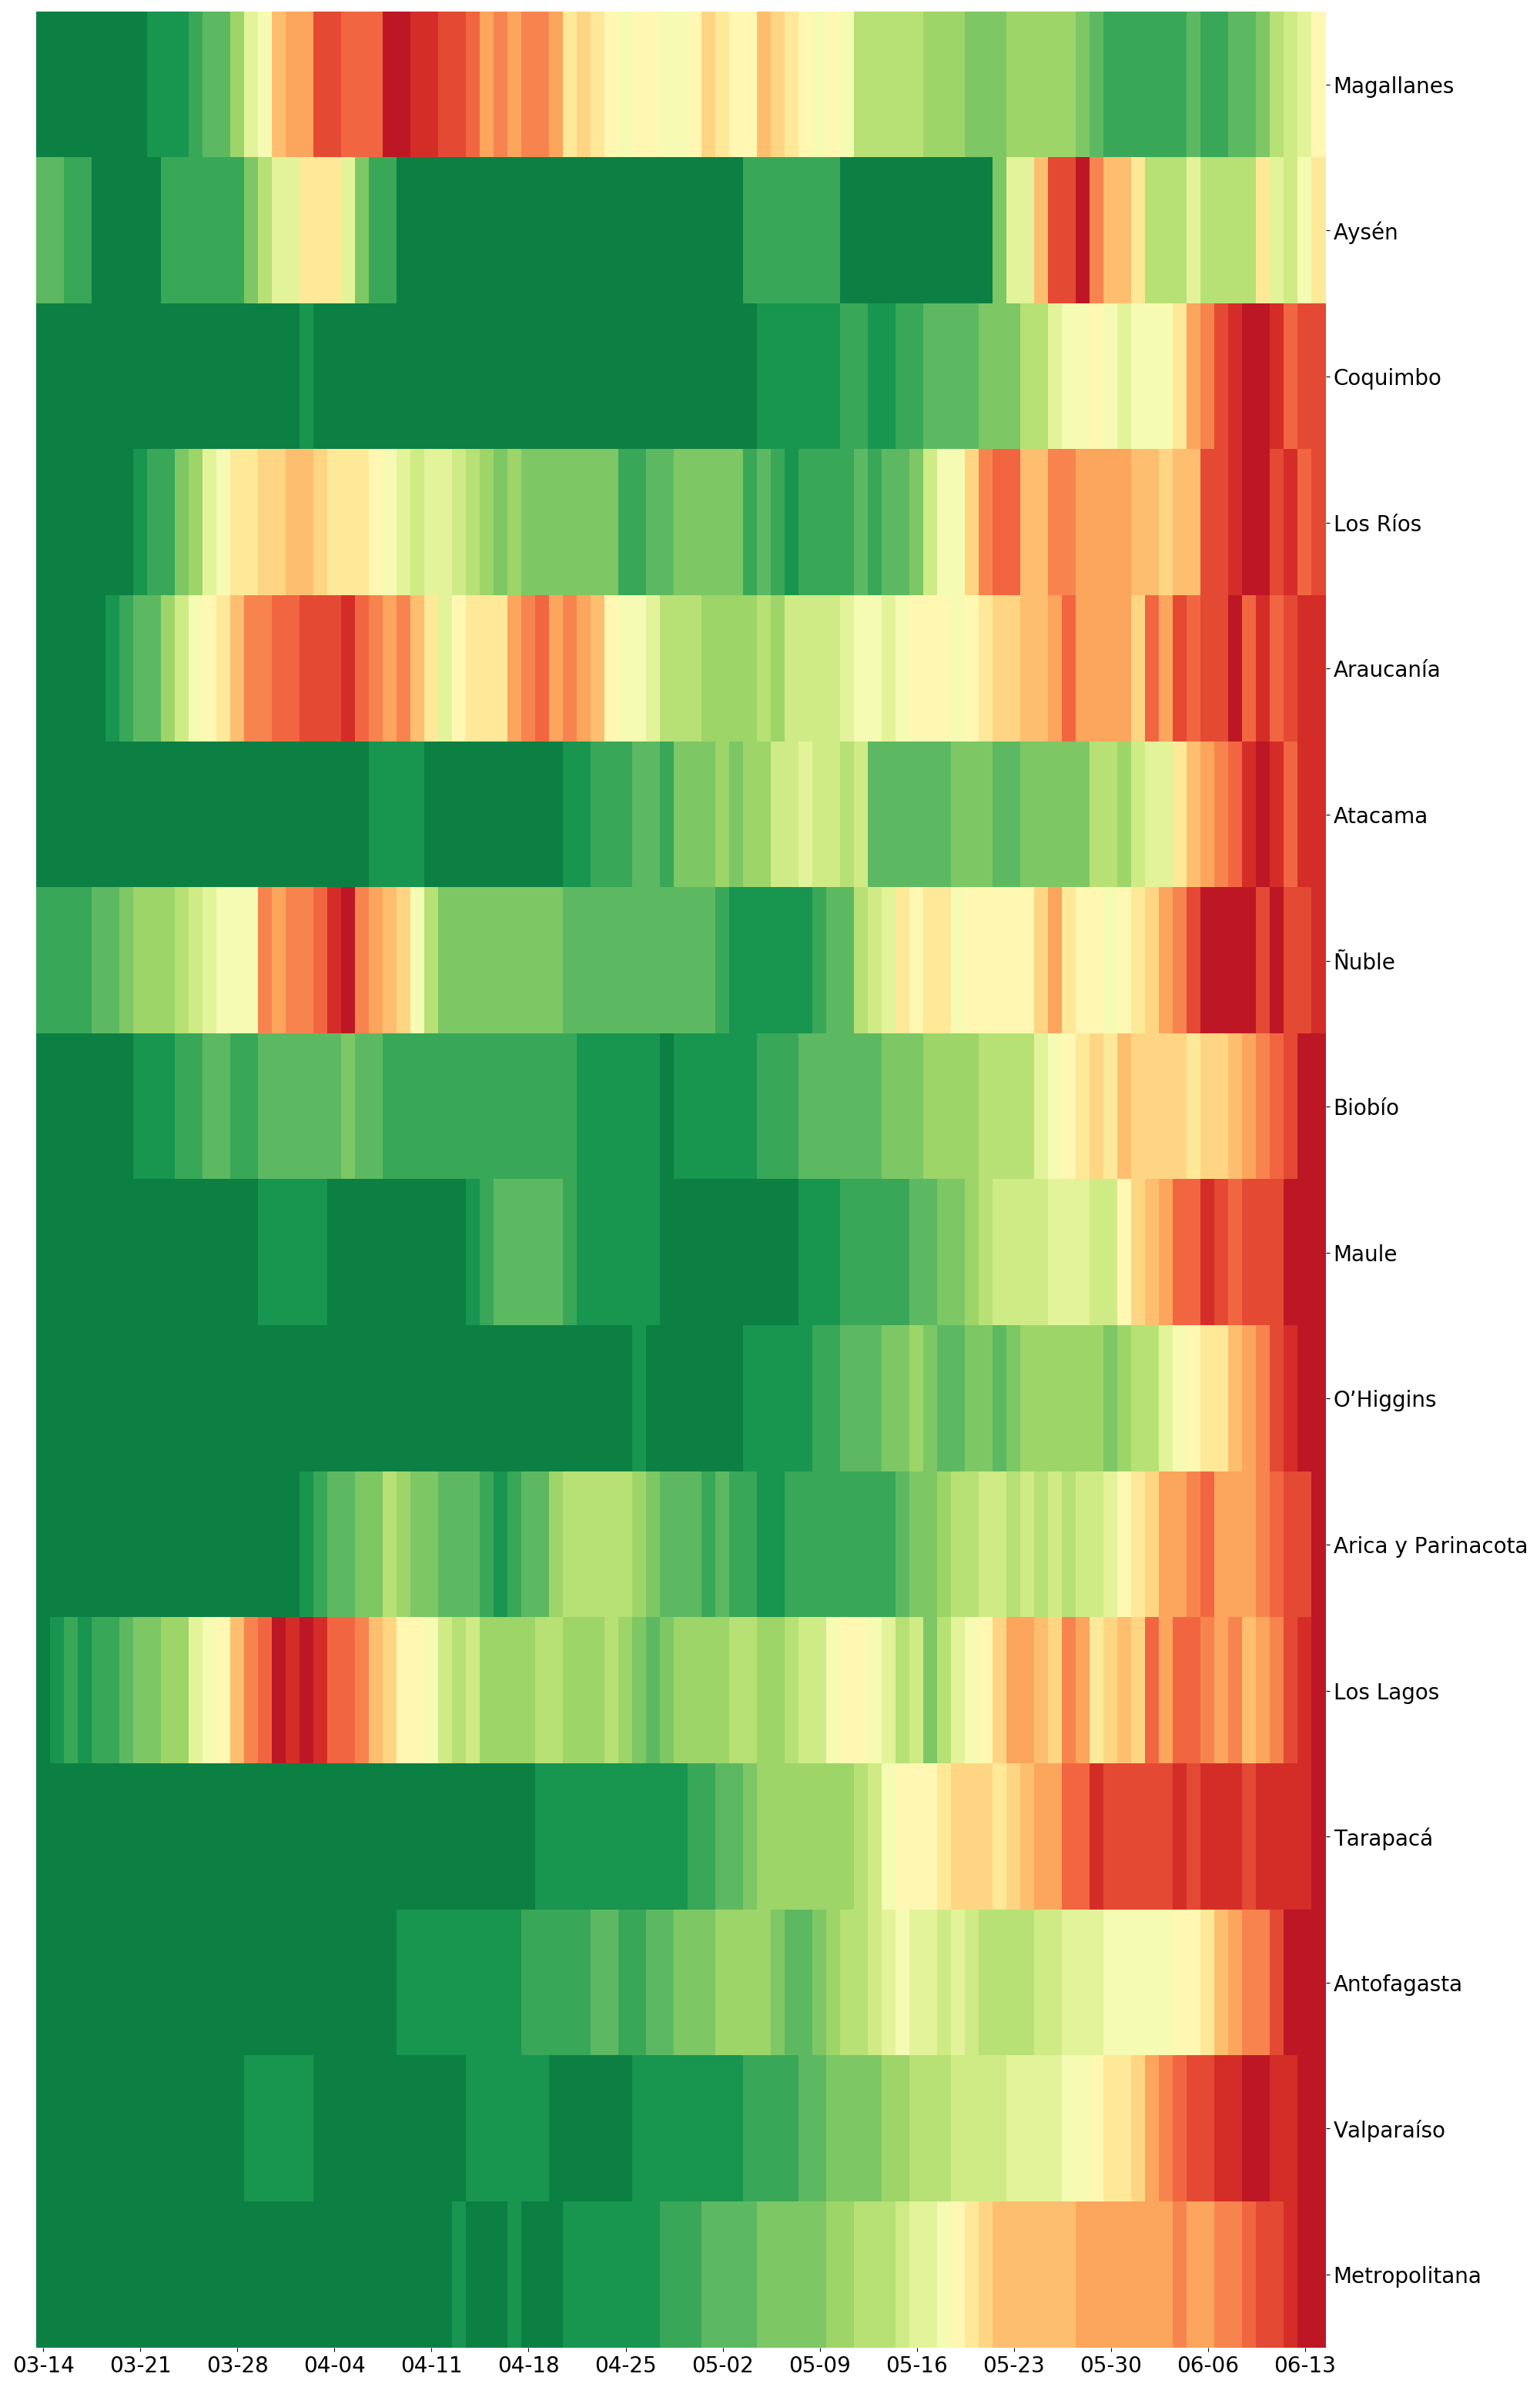 Magallanes
Aysén
Coquimbo
Los Ríos
Araucanía
Atacama
Ñuble
Biobío
Maule
O’Higgins
Arica y Parinacota
Los Lagos
Tarapacá
Antofagasta
Valparaíso
Metropolitana
03-14 03-21 03-28 04-04 04-11 04-18 04-25 05-02 05-09 05-16 05-23 05-30 06-06 06-13